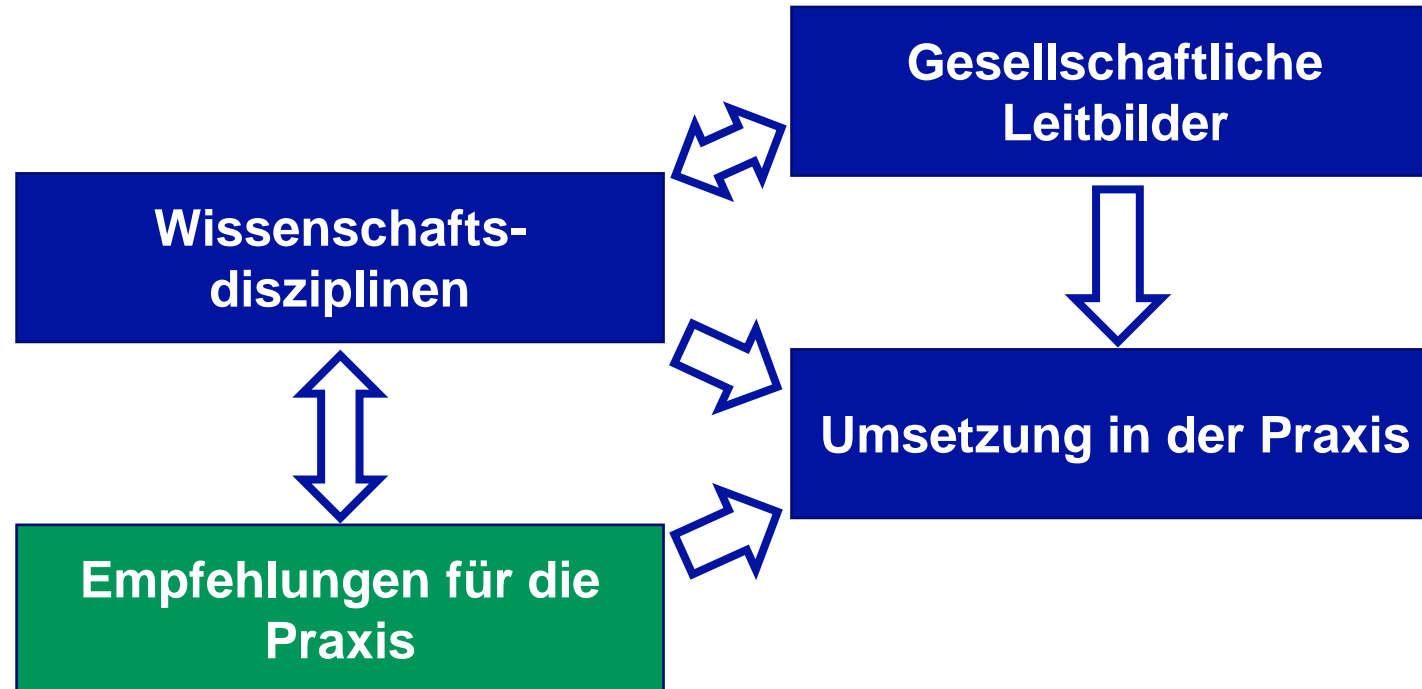 Gesellschaftliche
Leitbilder
Wissenschafts-
disziplinen
Umsetzung in der Praxis
Empfehlungen für die
Praxis